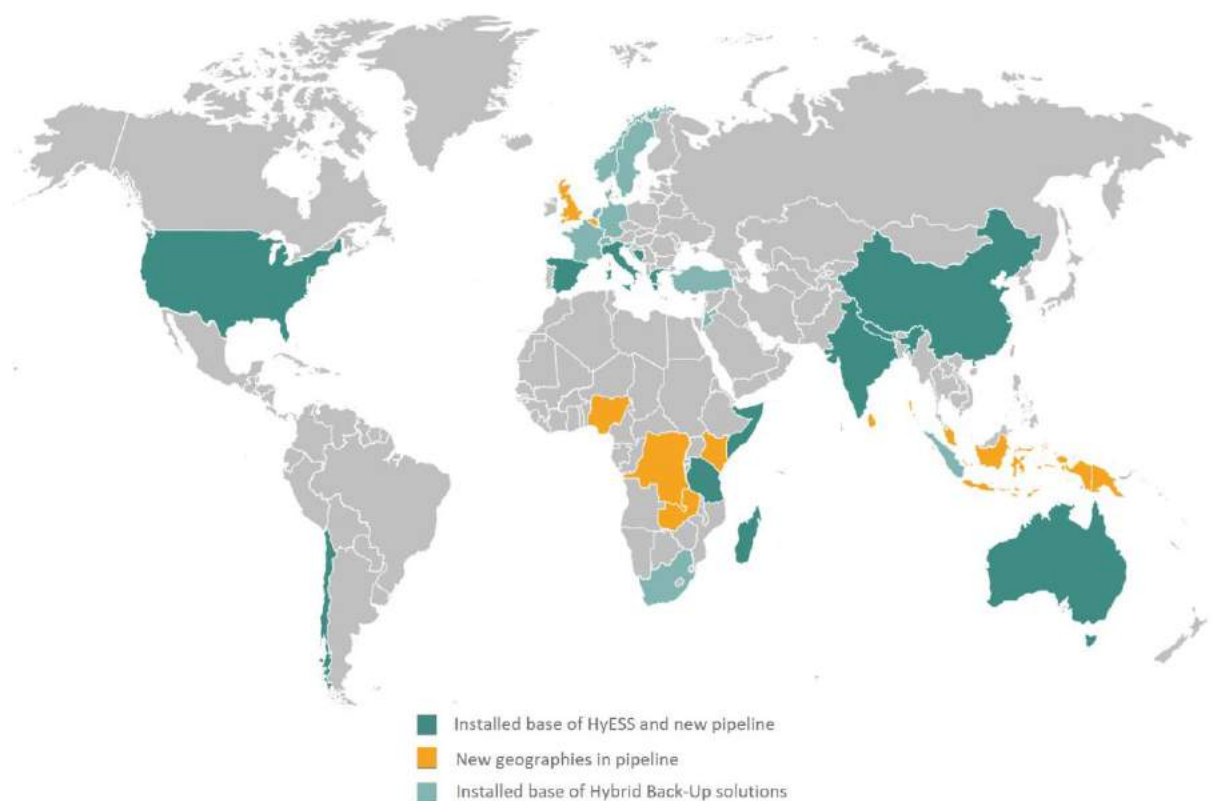 Installed base of HyESS and new pipeline
New geographies in pipeline
Installed base of Hybrid Back-Up solutions